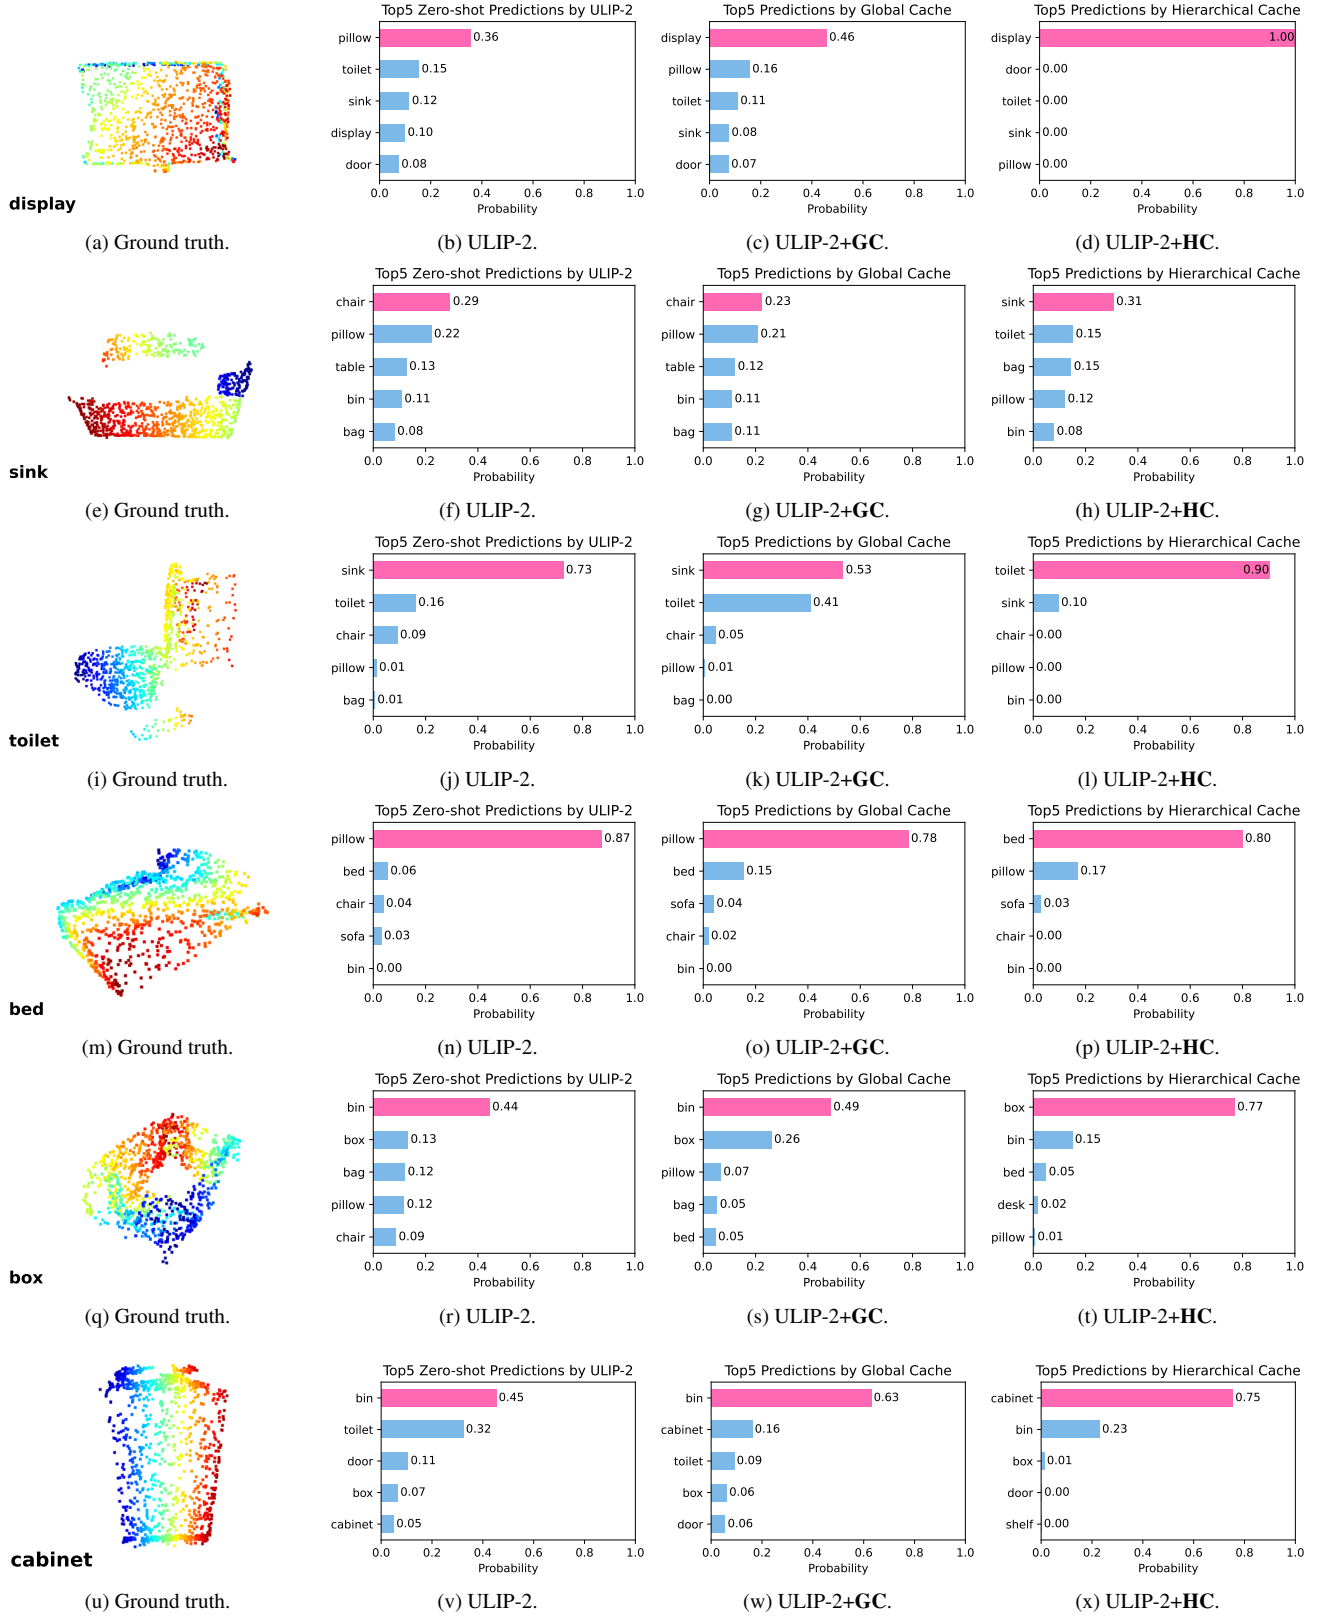 Top5 Zero-shot Predictions by ULIP-2
pillow 0.36
toilet 0.15
sink 0.12
display 0.10
door 0.08
0.0 0.2 0.4 0.6 0.8 1.0
Probability
Top5 Predictions by Global Cache
display 0.46
pillow 0.16
toilet 0.11
sink 0.08
door 0.07
0.0 0.2 0.4 0.6 0.8 1.0
Probability
Top5 Predictions by Hierarchical Cache
display 1.00
door 0.00
toilet 0.00
sink 0.00
pillow 0.00
0.0 0.2 0.4 0.6 0.8 1.0
Probability
display
(a) Ground truth.
(b) ULIP-2.
(c) ULIP-2+GC.
(d) ULIP-2+HC.
Top5 Zero-shot Predictions by ULIP-2
chair 0.29
pillow 0.22
table 0.13
bin 0.11
bag 0.08
0.0 0.2 0.4 0.6 0.8 1.0
Probability
Top5 Predictions by Global Cache
chair 0.23
pillow 0.21
table 0.12
bin 0.11
bag 0.11
0.0 0.2 0.4 0.6 0.8 1.0
Probability
Top5 Predictions by Hierarchical Cache
sink 0.31
toilet 0.15
bag 0.15
pillow 0.12
bin 0.08
0.0 0.2 0.4 0.6 0.8 1.0
Probability
sink
(e) Ground truth.
(f) ULIP-2.
(g) ULIP-2+GC.
(h) ULIP-2+HC.
Top5 Zero-shot Predictions by ULIP-2
sink 0.73
toilet 0.16
chair 0.09
pillow 0.01
bag 0.01
0.0 0.2 0.4 0.6 0.8 1.0
Probability
Top5 Predictions by Global Cache
sink 0.53
toilet 0.41
chair 0.05
pillow 0.01
bag 0.00
0.0 0.2 0.4 0.6 0.8 1.0
Probability
Top5 Predictions by Hierarchical Cache
toilet 0.90
sink 0.10
chair 0.00
pillow 0.00
bin 0.00
0.0 0.2 0.4 0.6 0.8 1.0
Probability
toilet
(i) Ground truth.
(j) ULIP-2.
(k) ULIP-2+GC.
(l) ULIP-2+HC.
Top5 Zero-shot Predictions by ULIP-2
pillow 0.87
bed 0.06
chair 0.04
sofa 0.03
bin 0.00
0.0 0.2 0.4 0.6 0.8 1.0
Probability
Top5 Predictions by Global Cache
pillow 0.78
bed 0.15
sofa 0.04
chair 0.02
bin 0.00
0.0 0.2 0.4 0.6 0.8 1.0
Probability
Top5 Predictions by Hierarchical Cache
bed 0.80
pillow 0.17
sofa 0.03
chair 0.00
bin 0.00
0.0 0.2 0.4 0.6 0.8 1.0
Probability
bed
(m) Ground truth.
(n) ULIP-2.
(o) ULIP-2+GC.
(p) ULIP-2+HC.
Top5 Zero-shot Predictions by ULIP-2
bin 0.44
box 0.13
bag 0.12
pillow 0.12
chair 0.09
0.0 0.2 0.4 0.6 0.8 1.0
Probability
Top5 Predictions by Global Cache
bin 0.49
box 0.26
pillow 0.07
bag 0.05
bed 0.05
0.0 0.2 0.4 0.6 0.8 1.0
Probability
Top5 Predictions by Hierarchical Cache
box 0.77
bin 0.15
bed 0.05
desk 0.02
pillow 0.01
0.0 0.2 0.4 0.6 0.8 1.0
Probability
box
(q) Ground truth.
(r) ULIP-2.
(s) ULIP-2+GC.
(t) ULIP-2+HC.
Top5 Zero-shot Predictions by ULIP-2
bin 0.45
toilet 0.32
door 0.11
box 0.07
cabinet 0.05
0.0 0.2 0.4 0.6 0.8 1.0
Probability
Top5 Predictions by Global Cache
bin 0.63
cabinet 0.16
toilet 0.09
box 0.06
door 0.06
0.0 0.2 0.4 0.6 0.8 1.0
Probability
Top5 Predictions by Hierarchical Cache
cabinet 0.75
bin 0.23
box 0.01
door 0.00
shelf 0.00
0.0 0.2 0.4 0.6 0.8 1.0
Probability
cabinet
(u) Ground truth.
(v) ULIP-2.
(w) ULIP-2+GC.
(x) ULIP-2+HC.